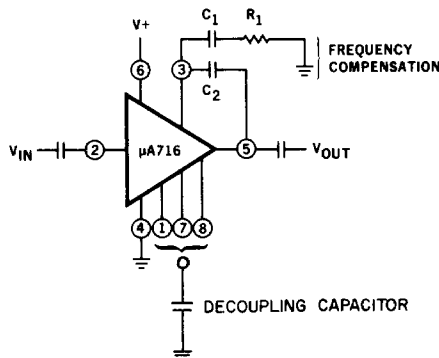 V+
C1
R1
FREQUENCY
COMPENSATION
6
3
C2
VIN
2
μA716
5
VOUT
4
1
7
8
DECOUPLING CAPACITOR